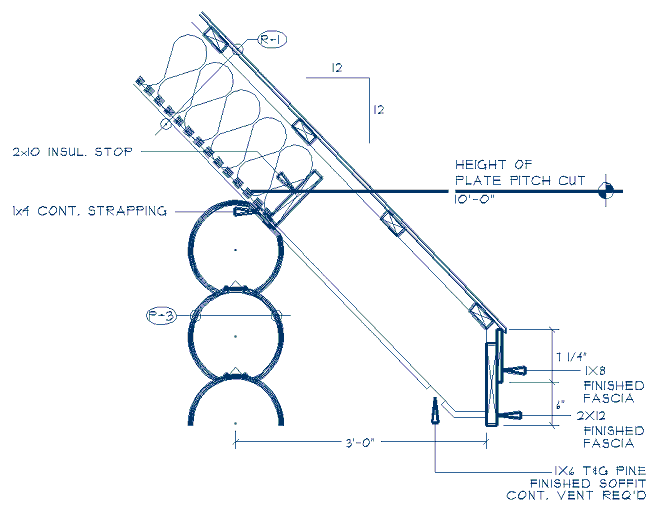 R-1
12
12
2x10 INSUL. STOP
HEIGHT OF
PLATE PITCH CUT
10'-0"
1x4 CONT. STRAPPING
P-3
7 1/4"
1X8
FINISHED
FASCIA
6"
2X12
FINISHED
FASCIA
3'-0"
1X6 T&G PINE
FINISHED SOFFIT
CONT. VENT REQ'D